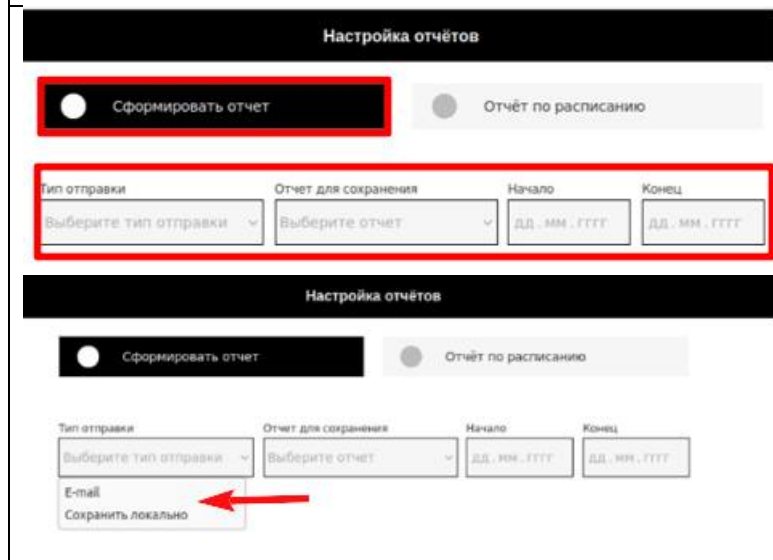 Настройка отчётов
Сформировать отчет Отчёт по расписанию
Тип отправки Отчет для сохранения Начало Конец
Выберите тип отправки Выберите отчет дд.мм.гггг дд.мм.гггг
Настройка отчётов
Сформировать отчет Отчёт по расписанию
Тип отправки Отчет для сохранения Начало Конец
Выберите тип отправки Выберите отчет дд.мм.гггг дд.мм.гггг
E-mail
Сохранить локально